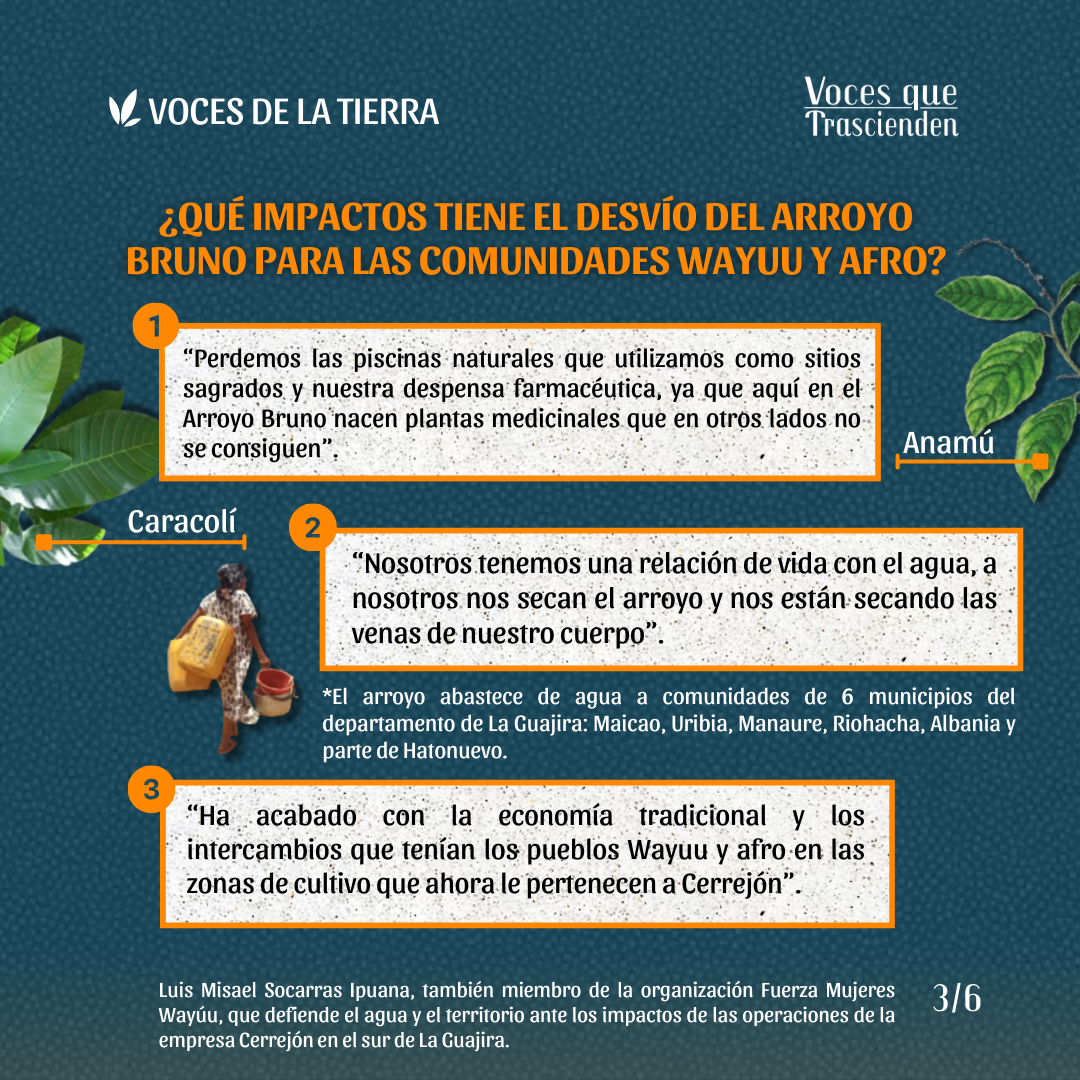 VOCES DE LA TIERRA
Voces que
Trascienden
¿QUÉ IMPACTOS TIENE EL DESVÍO DEL ARROYO
BRUNO PARA LAS COMUNIDADES WAYUU Y AFRO?
1
“Perdemos las piscinas naturales que utilizamos como sitios
sagrados y nuestra despensa farmacéutica, ya que aquí en el
Arroyo Bruno nacen plantas medicinales que en otros lados no
se consiguen”.
Anamú
Caracolí
2
“Nosotros tenemos una relación de vida con el agua, a
nosotros nos secan el arroyo y nos están secando las
venas de nuestro cuerpo”.
*El arroyo abastece de agua a comunidades de 6 municipios del
departamento de La Guajira: Maicao, Uribia, Manaure, Riohacha, Albania y
parte de Hatonuevo.
3
“Ha acabado con la economía tradicional y los
intercambios que tenían los pueblos Wayuu y afro en las
zonas de cultivo que ahora le pertenecen a Cerrejón”.
Luis Misael Socarras Ipuana, también miembro de la organización Fuerza Mujeres
Wayúu, que defiende el agua y el territorio ante los impactos de las operaciones de la
empresa Cerrejón en el sur de La Guajira.
3/6